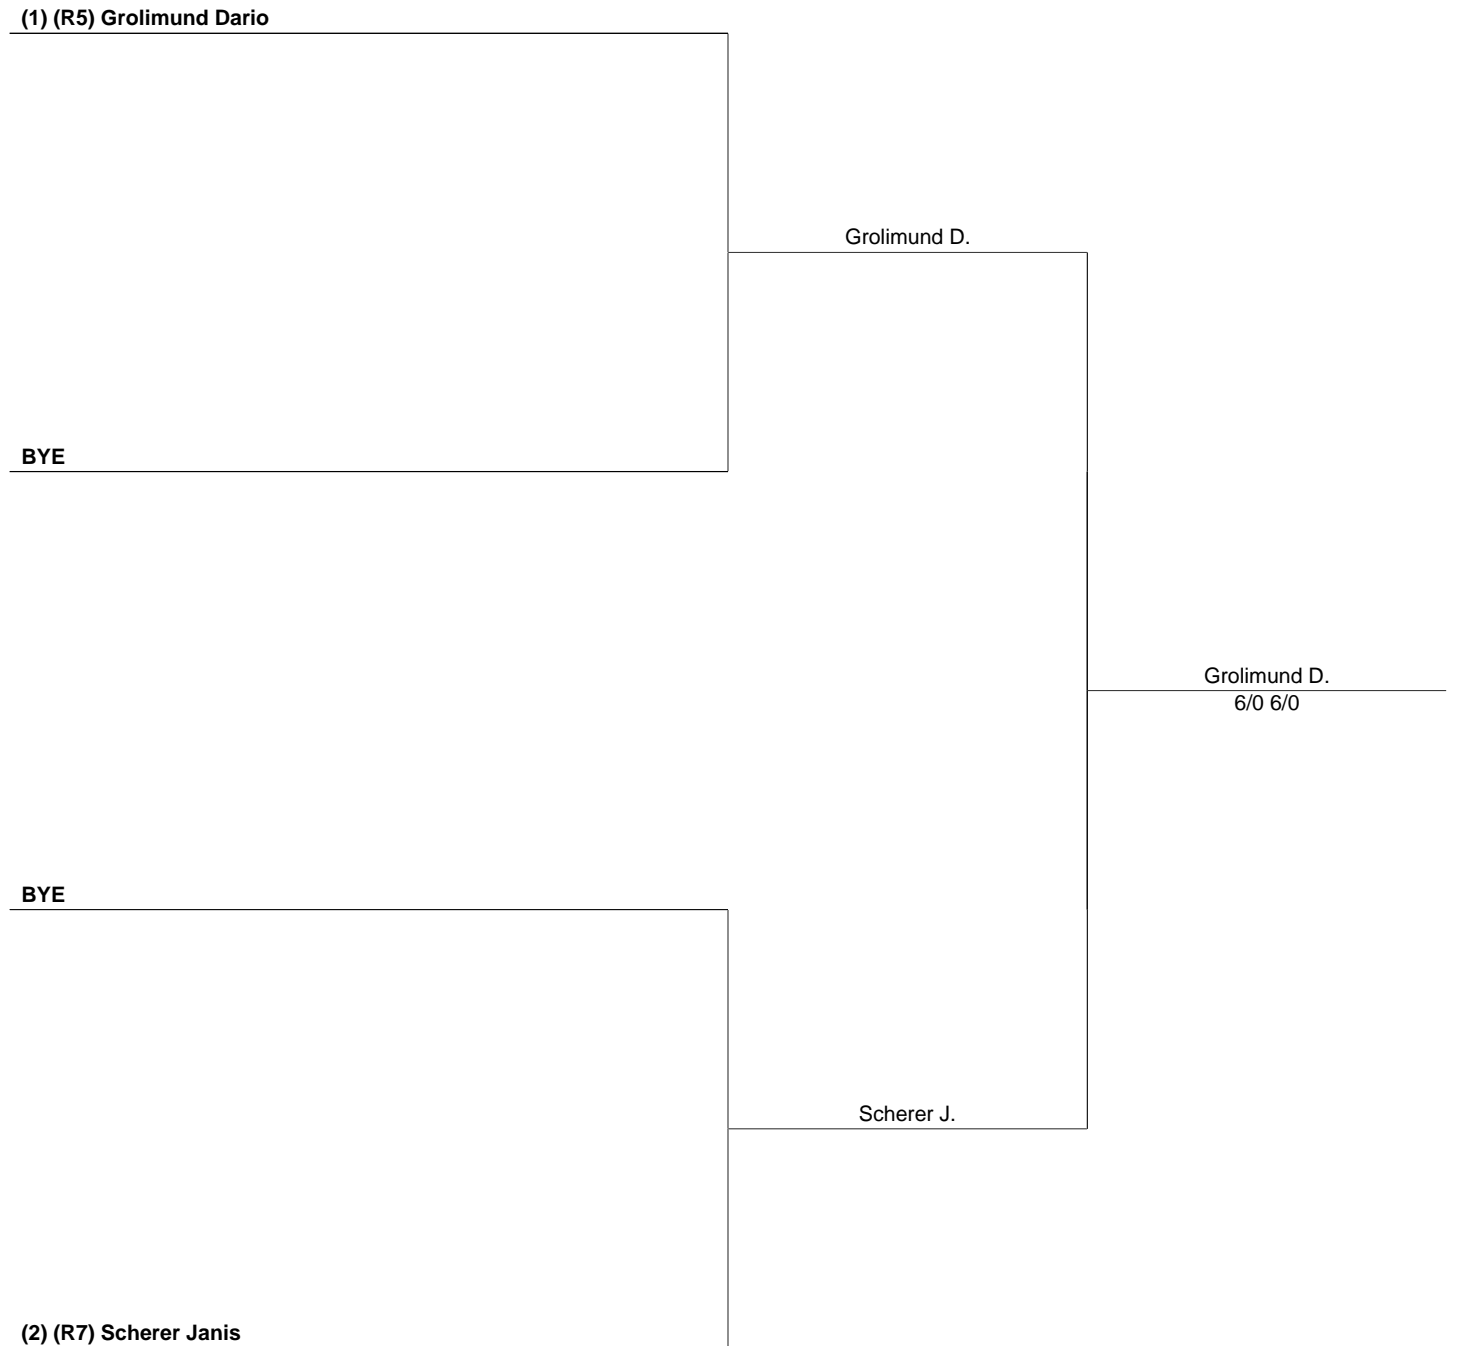 (1) (R5) Grolimund Dario
Grolimund D.
BYE
Grolimund D.
6/0 6/0
BYE
Scherer J.
(2) (R7) Scherer Janis